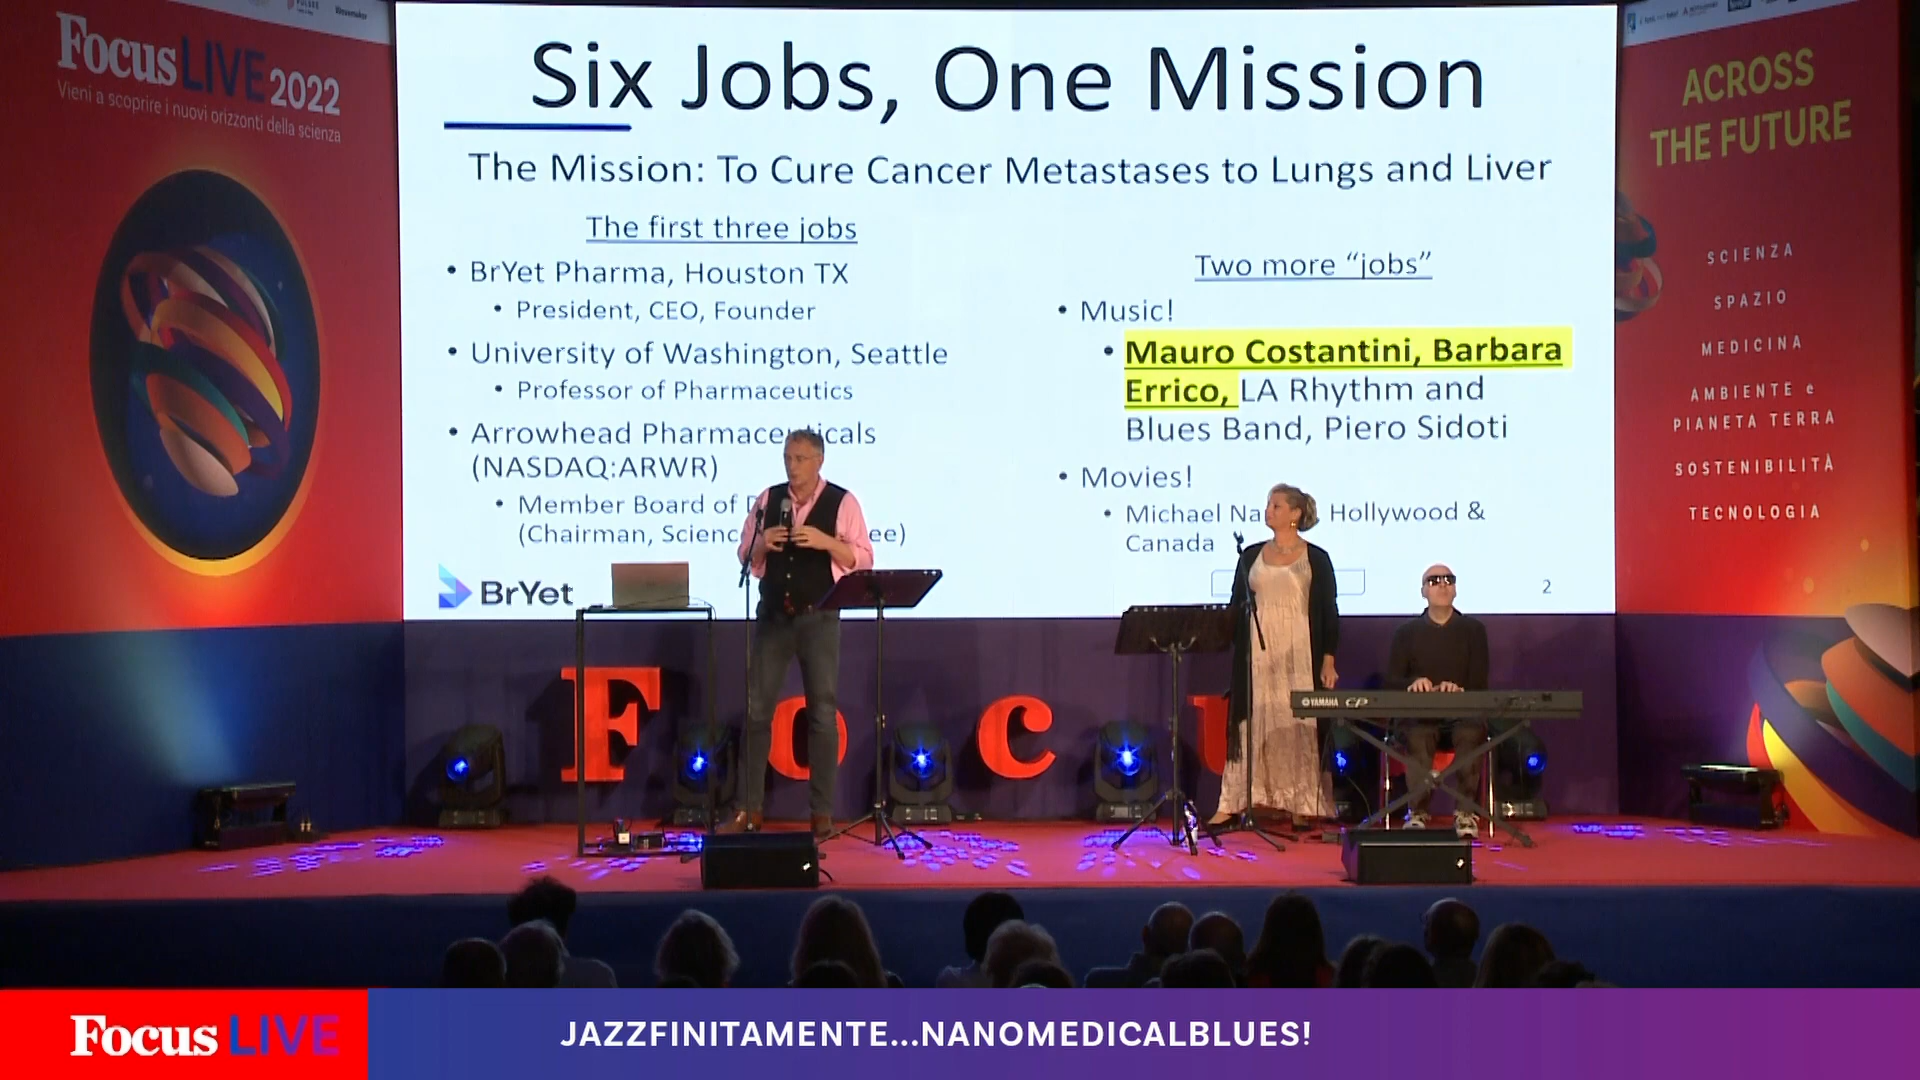 Focus LIVE 2022
Vieni a scoprire i nuovi orizzonti della scienza
Six Jobs, One Mission
The Mission: To Cure Cancer Metastases to Lungs and Liver
The first three jobs
• BrYet Pharma, Houston TX
• President, CEO, Founder
• University of Washington, Seattle
• Professor of Pharmaceutics
• Arrowhead Pharmaceuticals
(NASDAQ:ARWR)
• Member Board of
(Chairman, Scienc ee)
BrYet
Two more “jobs”
• Music!
• Mauro Costantini, Barbara
Errico, LA Rhythm and
Blues Band, Piero Sidoti
• Movies!
• Michael Na Hollywood &
Canada
2
ACROSS
THE FUTURE
SCIENZA
SPAZIO
MEDICINA
AMBIENTE e
PIANETA TERRA
SOSTENIBILITÀ
TECNOLOGIA
F o c u
YAMAHA CP
Focus LIVE
JAZZFINITAMENTE...NANOMEDICALBLUES!